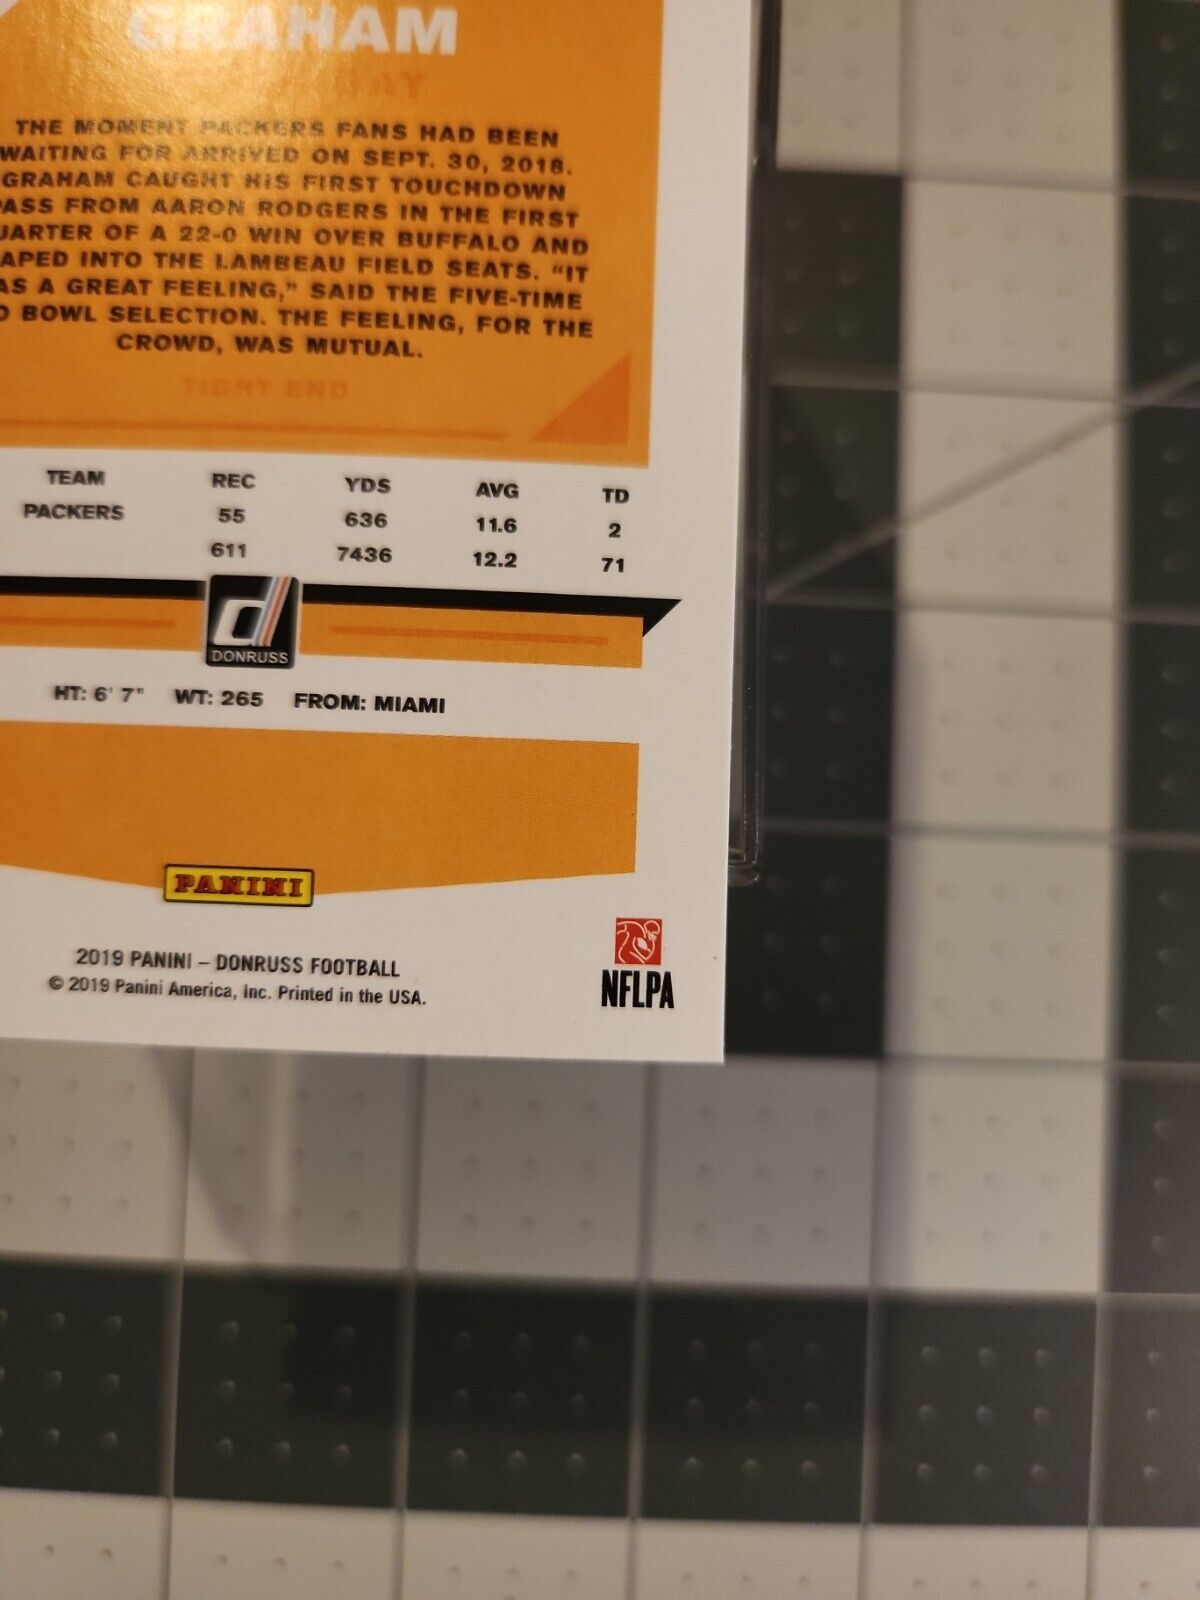 GRAHAM
THE MOMENT PACKERS FANS HAD BEEN
WAITING FOR ARRIVED ON SEPT. 30, 2018.
GRAHAM CAUGHT HIS FIRST TOUCHDOWN
PASS FROM AARON RODGERS IN THE FIRST
UARTER OF A 22-0 WIN OVER BUFFALO AND
APED INTO THE LAMBEAU FIELD SEATS. "IT
AS A GREAT FEELING," SAID THE FIVE-TIME
O BOWL SELECTION. THE FEELING, FOR THE
CROWD, WAS MUTUAL.
TIGHT END
TEAM REC YDS AVG TD
PACKERS 55 636 11.6 2
611 7436 12.2 71
d
DONRUSS
HT: 6' 7" WT: 265 FROM: MIAMI
PANINI
2019 PANINI – DONRUSS FOOTBALL
© 2019 Panini America, Inc. Printed in the USA.
NFLPA